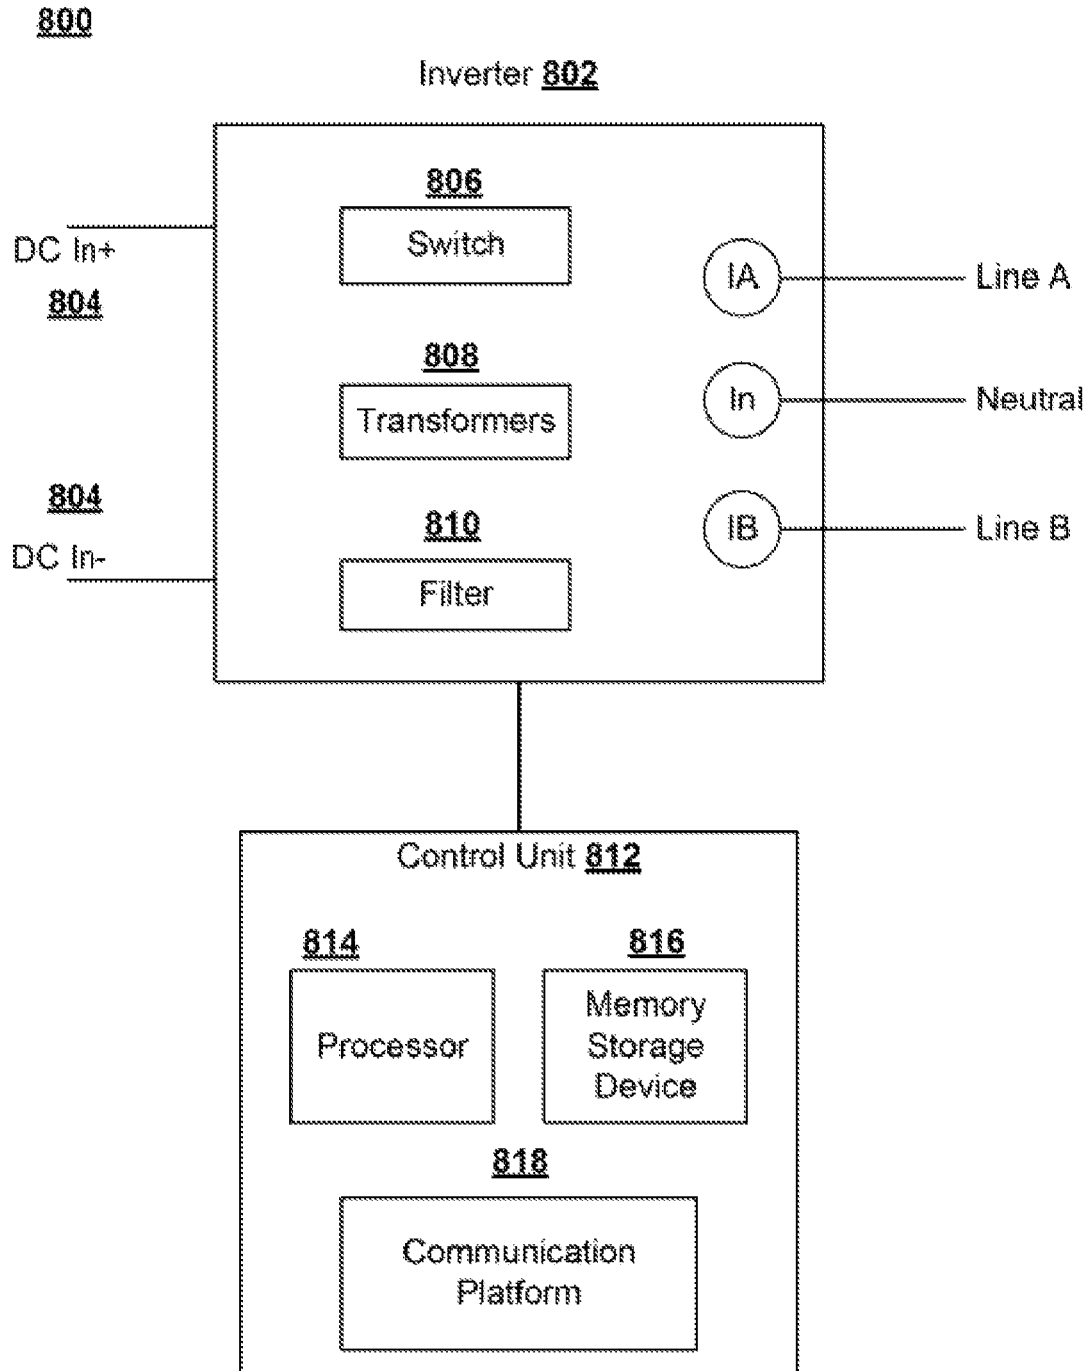 800
Inverter 802
806
Switch
DC In+
804
IA
Line A
808
Transformers
In
Neutral
804
DC In-
810
Filter
IB
Line B
Control Unit 812
814
Processor
816
Memory
Storage
Device
818
Communication
Platform